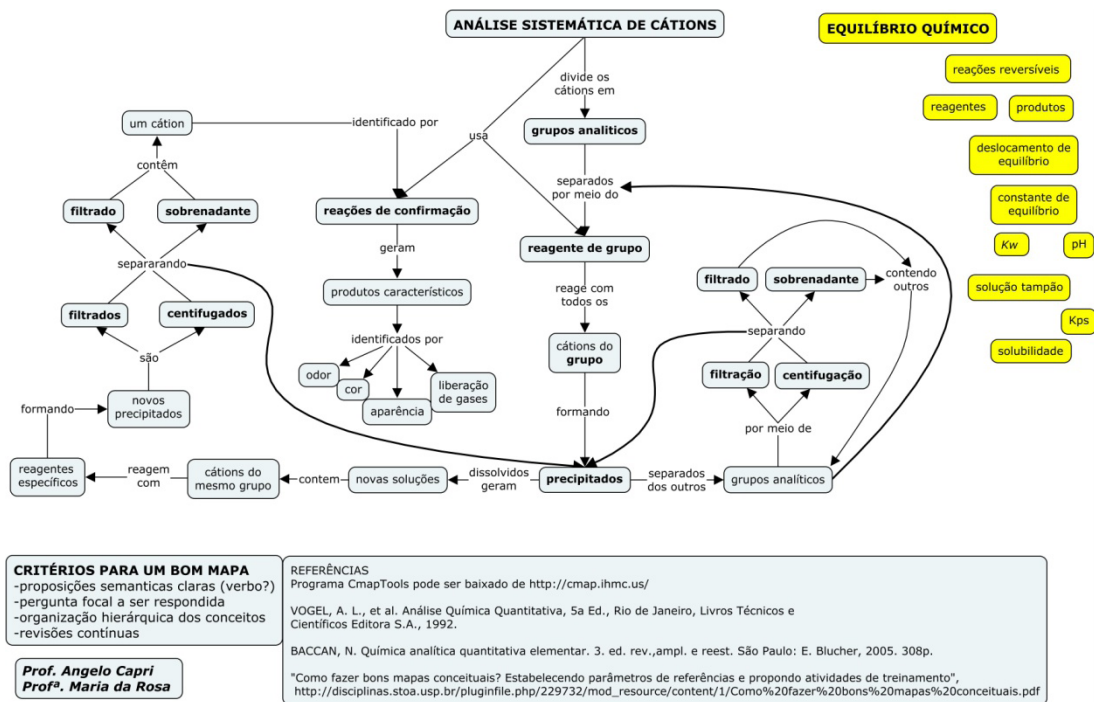 ANÁLISE SISTEMÁTICA DE CÁTIONS
EQUILÍBRIO QUÍMICO
reações reversíveis
reagentes
produtos
deslocamento de
equilíbrio
constante de
equilíbrio
Kw
pH
solução tampão
Kps
solubilidade
divide os
cátions em
grupos analiticos
usa
separados
por meio do
reagente de grupo
reage com
todos os
cátions do
grupo
formando
precipitados
um cátion
identificado por
contêm
filtrado
sobrenadante
separarando
filtrados
centifugados
são
novos
precipitados
formando
reagentes
específicos
reagem
com
cátions do
mesmo grupo
contem
novas soluções
dissolvidos
geram
reações de confirmação
geram
produtos característicos
identificados por
odor
cor
aparência
liberação
de gases
filtrado
sobrenadante
contendo
outros
separando
filtração
centifugação
por meio de
separados
dos outros
grupos analíticos
CRITÉRIOS PARA UM BOM MAPA
-proposições semanticas claras (verbo?)
-pergunta focal a ser respondida
-organização hierárquica dos conceitos
-revisões contínuas
Prof. Angelo Capri
Profª. Maria da Rosa
REFERÊNCIAS
Programa CmapTools pode ser baixado de http://cmap.ihmc.us/
VOGEL, A. L., et al. Análise Química Quantitativa, 5a Ed., Rio de Janeiro, Livros Técnicos e
Científicos Editora S.A., 1992.
BACCAN, N. Química analítica quantitativa elementar. 3. ed. rev.,ampl. e reest. São Paulo: E. Blucher, 2005. 308p.
"Como fazer bons mapas conceituais? Estabelecendo parâmetros de referências e propondo atividades de treinamento",
http://disciplinas.stoa.usp.br/pluginfile.php/229732/mod_resource/content/1/Como%20fazer%20bons%20mapas%20conceituais.pdf